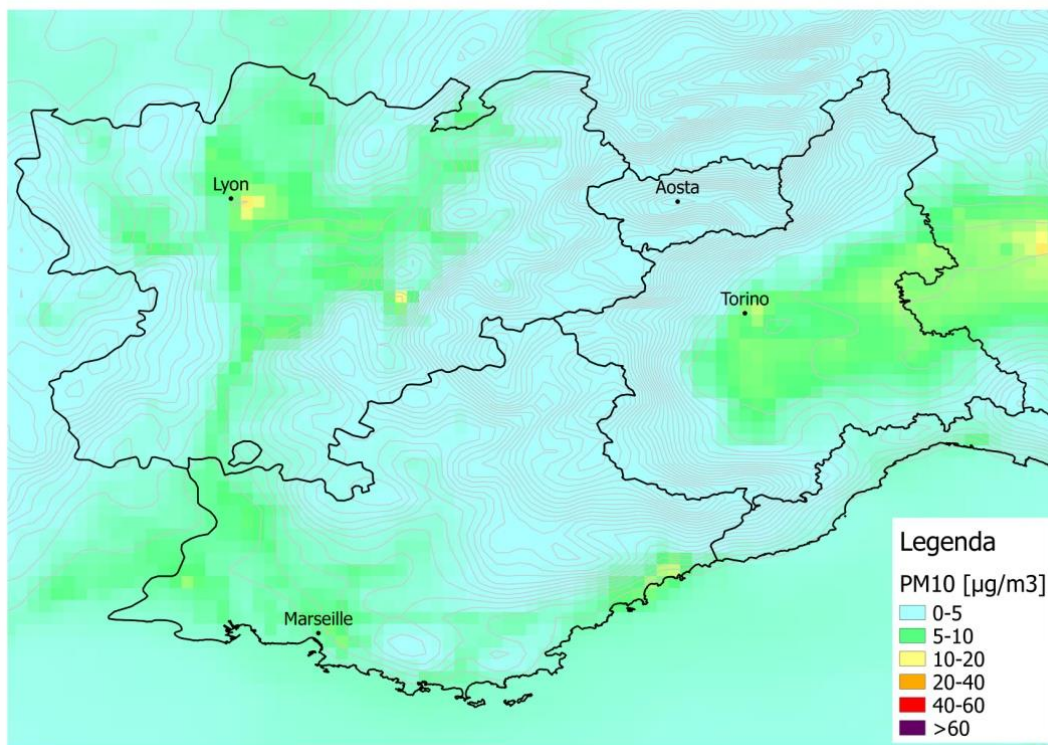 Lyon
Aosta
Torino
Marseille
Legenda
PM10 [µg/m3]
0-5
5-10
10-20
20-40
40-60
>60